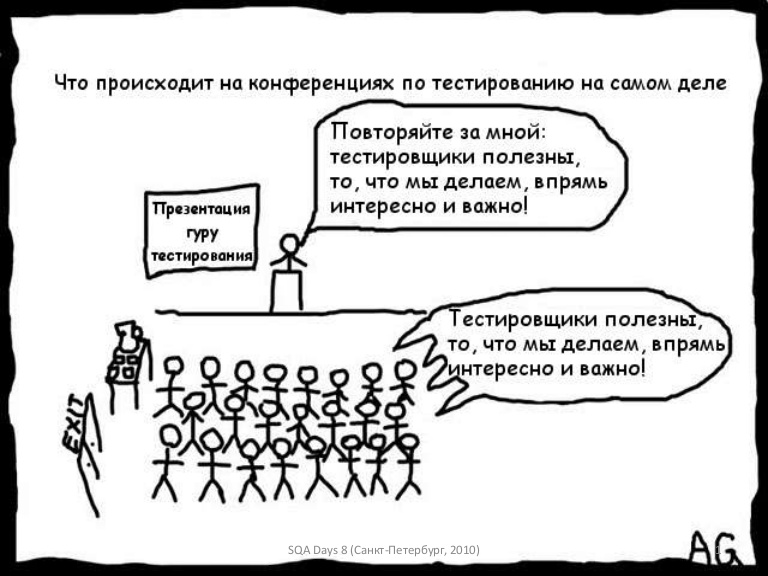 Что происходит на конференциях по тестированию на самом деле
Повторяйте за мной:
тестировщики полезны,
то, что мы делаем, впрямь
интересно и важно!
Презентация
гуру
тестирования
Тестировщики полезны,
то, что мы делаем, впрямь
интересно и важно!
EXIT
SQA Days 8 (Санкт-Петербург, 2010)
AG